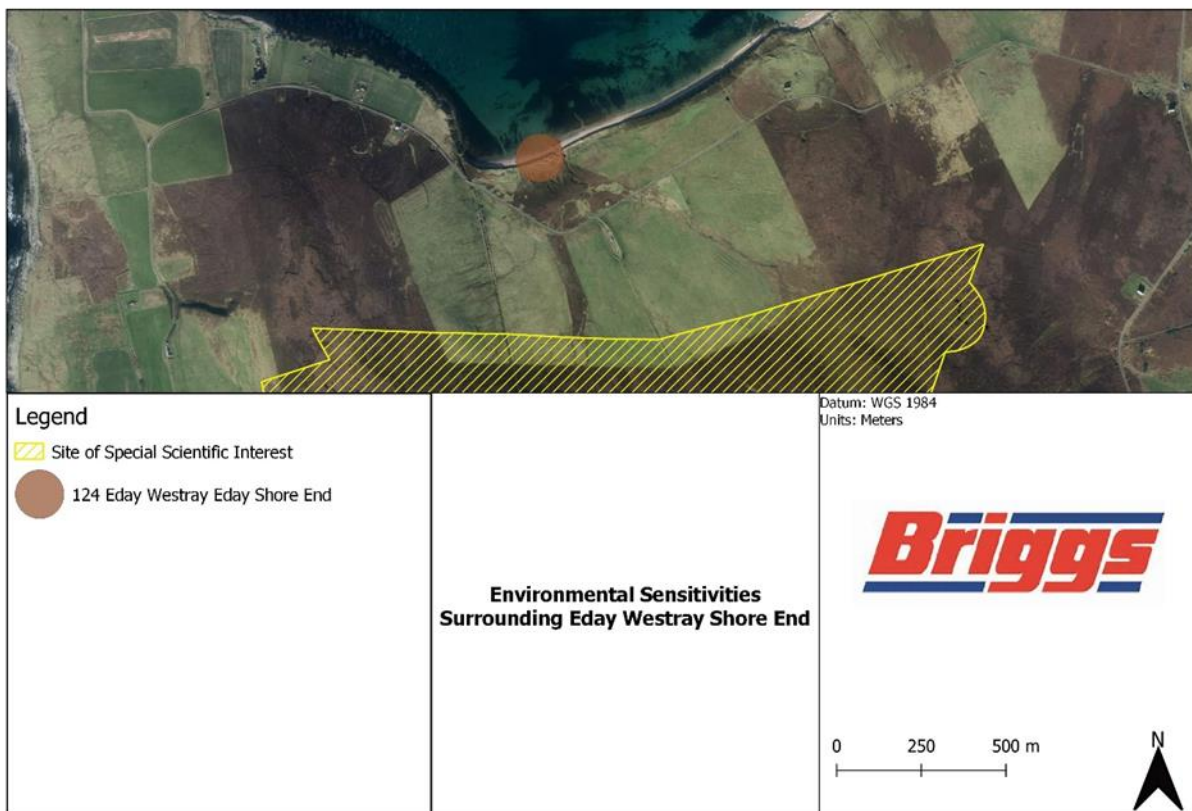 Legend
Site of Special Scientific Interest
124 Eday Westray Eday Shore End
Environmental Sensitivities
Surrounding Eday Westray Shore End
Datum: WGS 1984
Units: Meters
Briggs
0 250 500 m
N